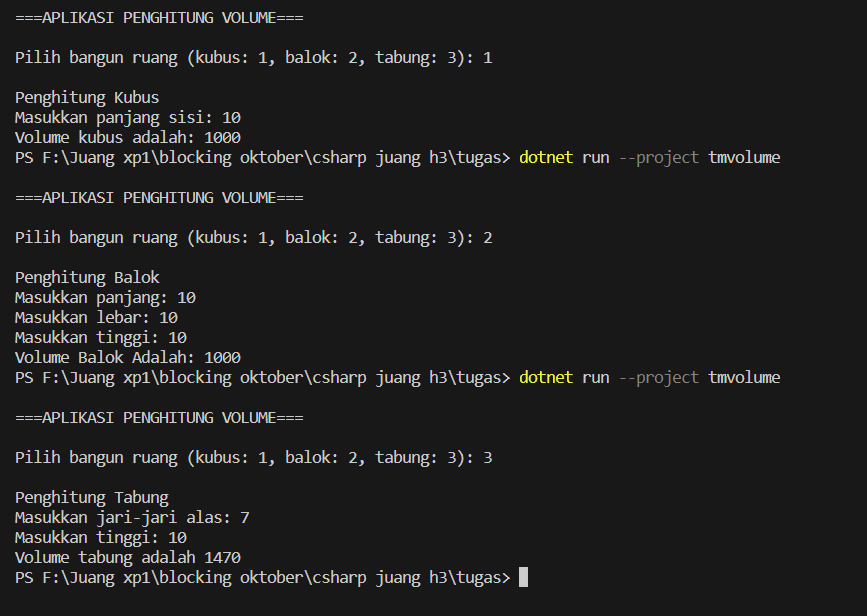 ===APLIKASI PENGHITUNG VOLUME===
Pilih bangun ruang (kubus: 1, balok: 2, tabung: 3): 1
Penghitung Kubus
Masukkan panjang sisi: 10
Volume kubus adalah: 1000
PS F:\Juang xp1\blocking oktober\csharp juang h3\tugas> dotnet run --project tmvolume
===APLIKASI PENGHITUNG VOLUME===
Pilih bangun ruang (kubus: 1, balok: 2, tabung: 3): 2
Penghitung Balok
Masukkan panjang: 10
Masukkan lebar: 10
Masukkan tinggi: 10
Volume Balok Adalah: 1000
PS F:\Juang xp1\blocking oktober\csharp juang h3\tugas> dotnet run --project tmvolume
===APLIKASI PENGHITUNG VOLUME===
Pilih bangun ruang (kubus: 1, balok: 2, tabung: 3): 3
Penghitung Tabung
Masukkan jari-jari alas: 7
Masukkan tinggi: 10
Volume tabung adalah 1470
PS F:\Juang xp1\blocking oktober\csharp juang h3\tugas>